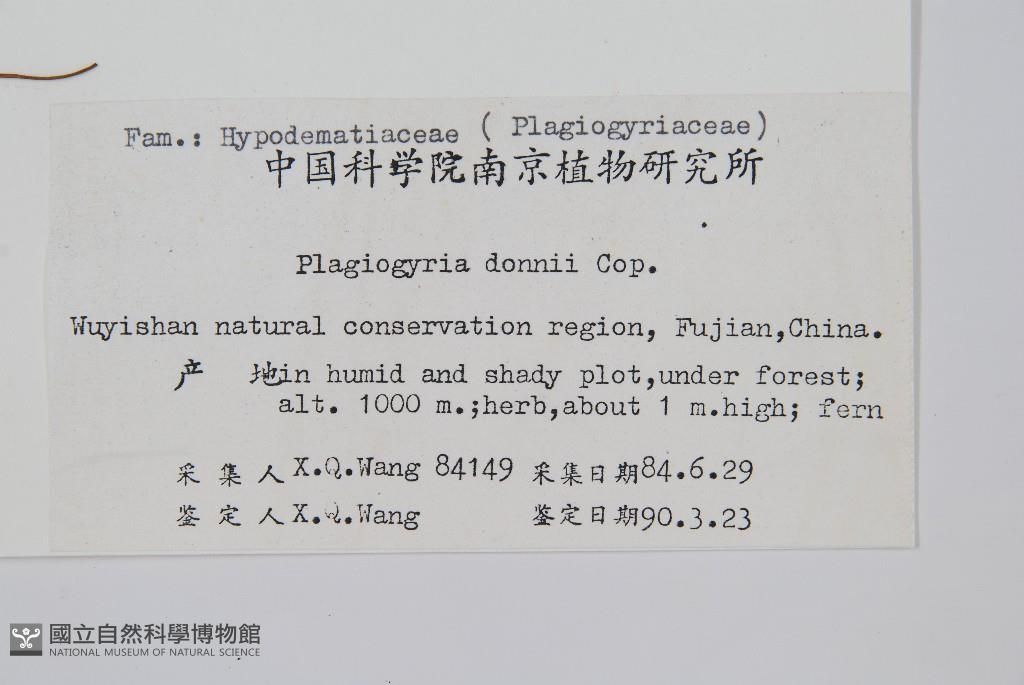 Fam.: Hypodematiaceae ( Plagiogyriaceae)
中国科学院南京植物研究所
Plagiogyria donnii Cop.
Wuyishan natural conservation region, Fujian,China.
产 地in humid and shady plot,under forest;
alt. 1000 m.;herb,about 1 m.high; fern
采集人X.Q.Wang 84149 采集日期84.6.29
鉴定人X.Q.Wang 鉴定日期90.3.23
國立自然科學博物館
NATIONAL MUSEUM OF NATURAL SCIENCE